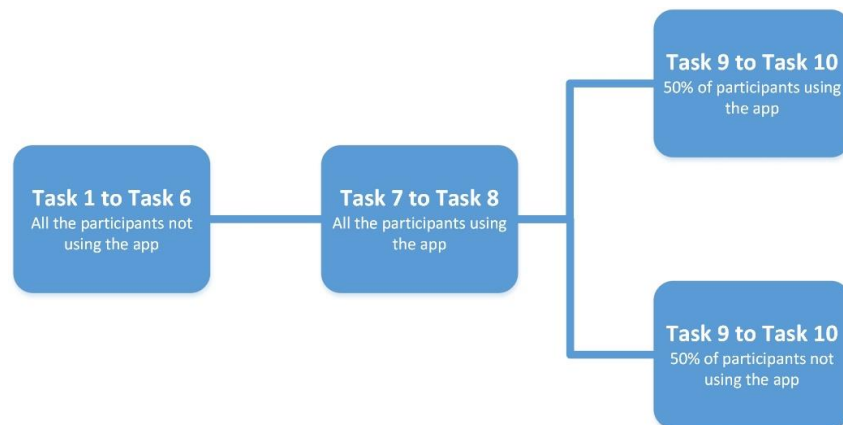 Task 1 to Task 6
All the participants not
using the app
Task 7 to Task 8
All the participants using
the app
Task 9 to Task 10
50% of participants using
the app
Task 9 to Task 10
50% of participants not
using the app